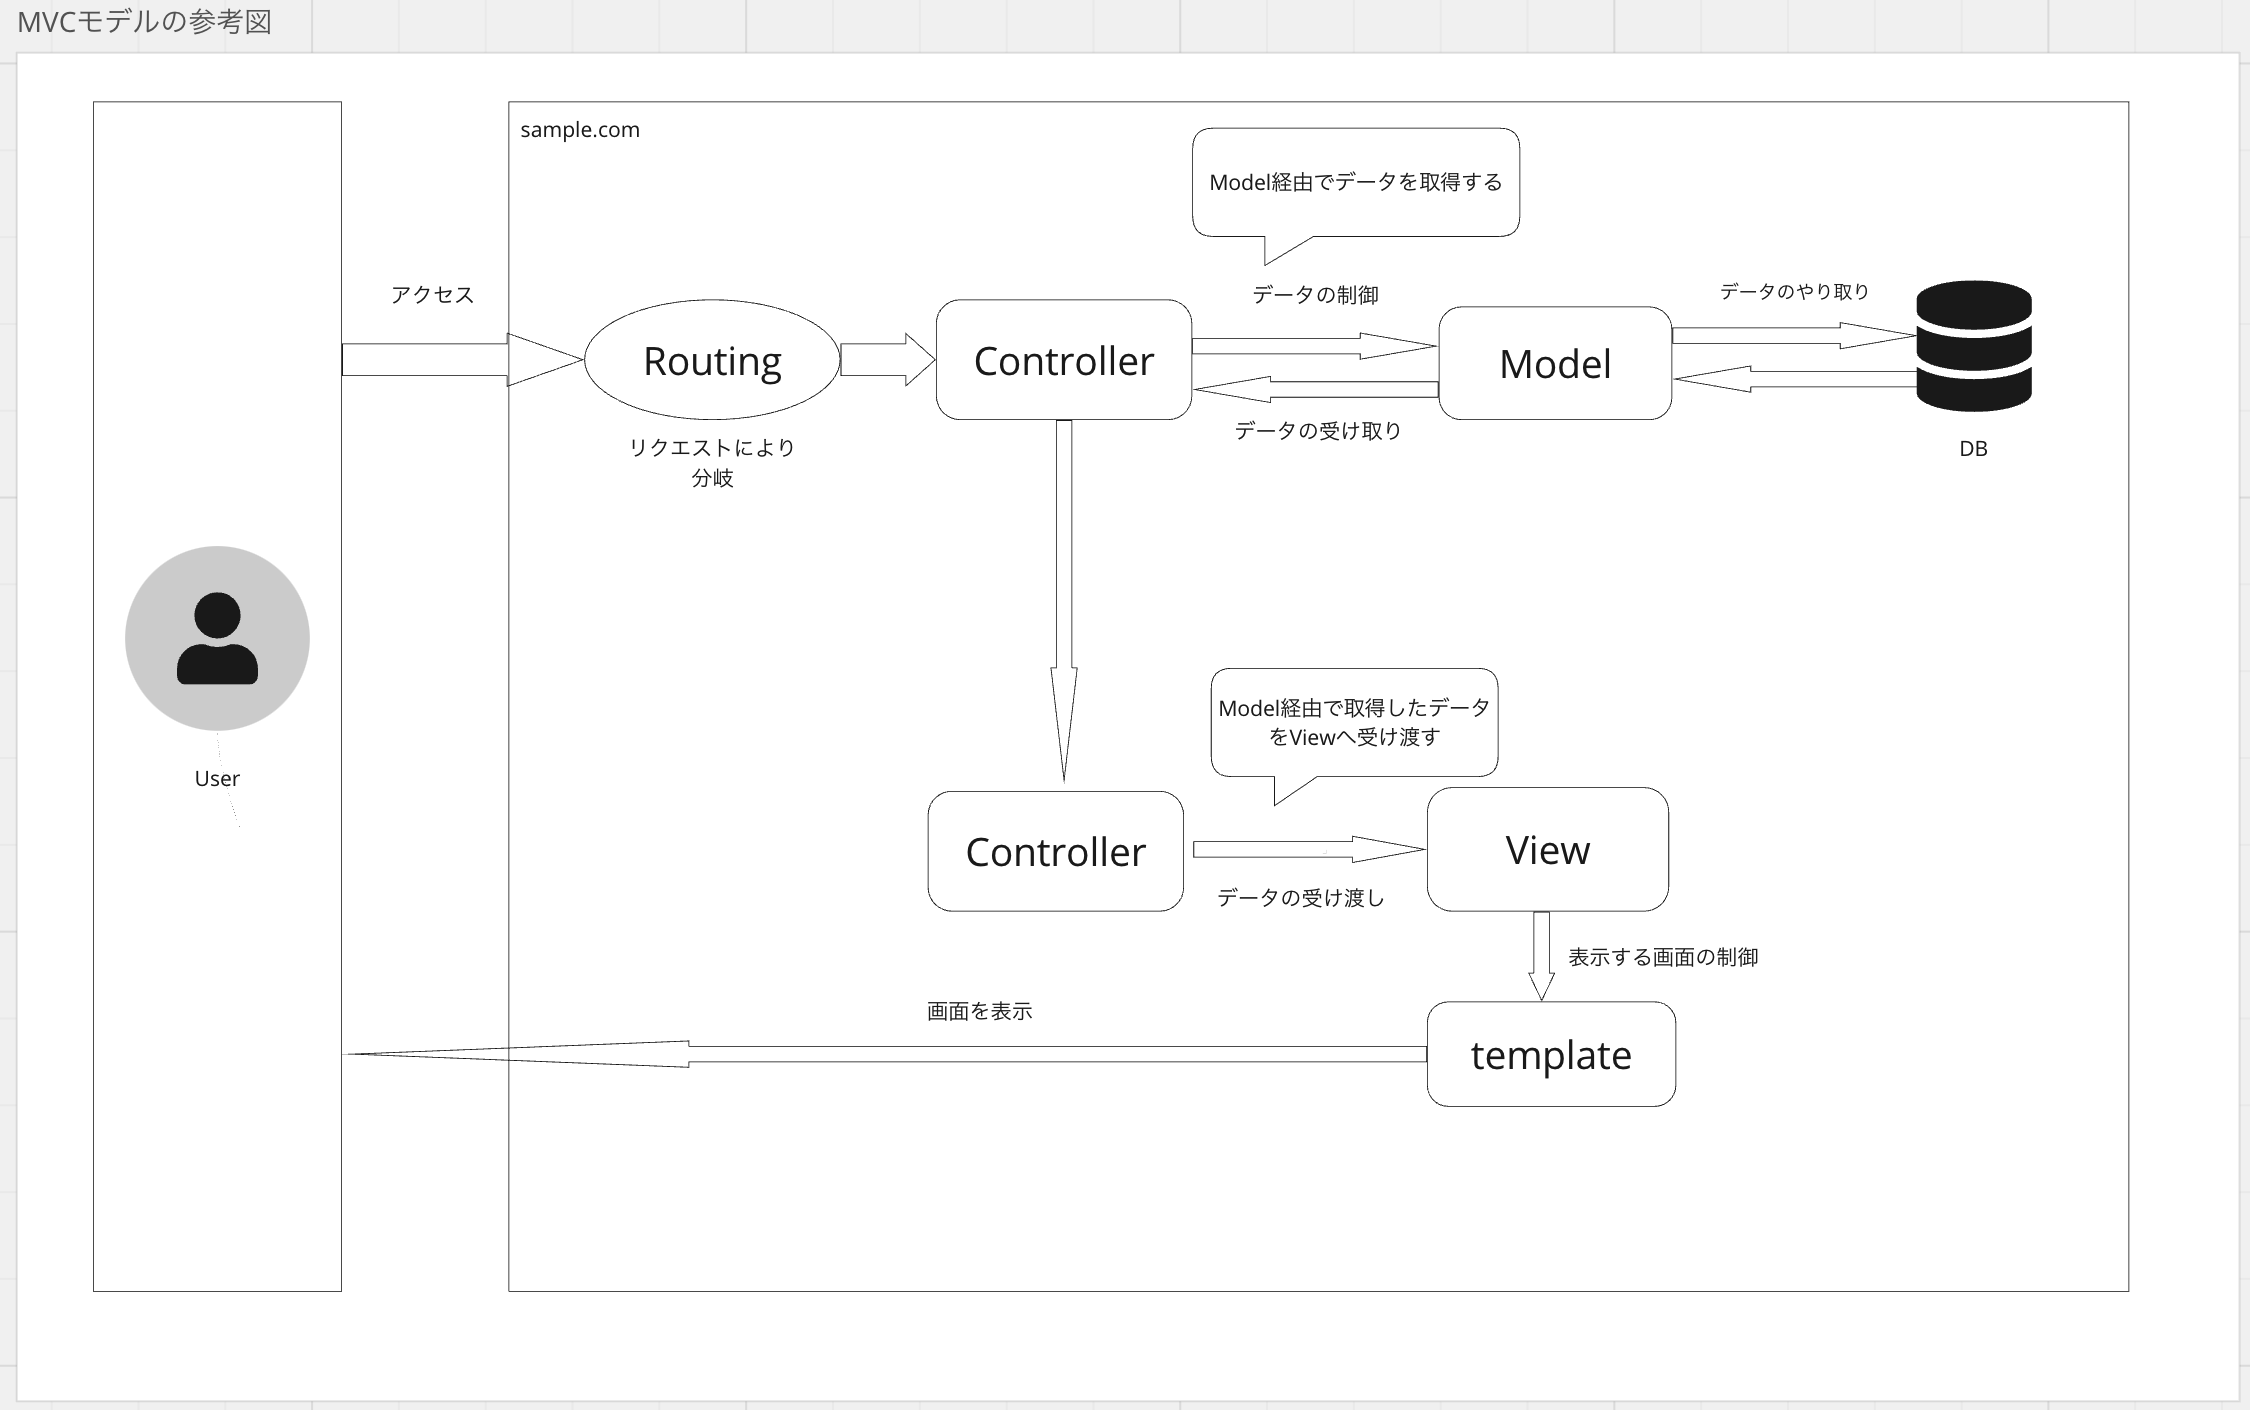 MVCモデルの参考図
sample.com
Model経由でデータを取得する
アクセス
データの制御
データのやり取り
Routing
Controller
Model
データの受け取り
リクエストにより
分岐
DB
Model経由で取得したデータ
をViewへ受け渡す
User
Controller
View
データの受け渡し
表示する画面の制御
画面を表示
template